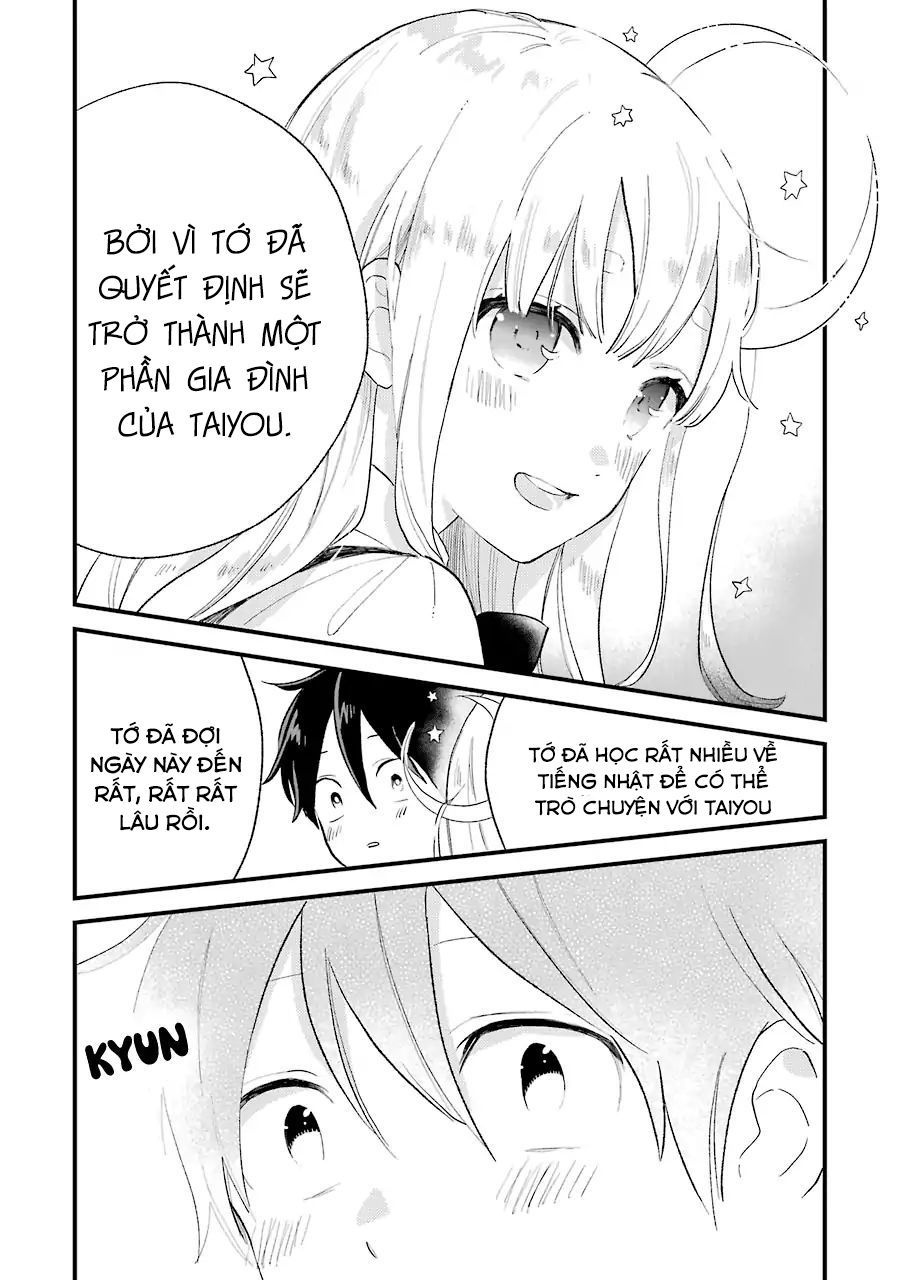 BỞI VÌ TỚ ĐÃ
QUYẾT ĐỊNH SẼ
TRỞ THÀNH MỘT
PHẦN GIA ĐÌNH
CỦA TAIYOU.
TỚ ĐÃ HỌC RẤT NHIỀU VỀ
TIẾNG NHẬT ĐỂ CÓ THỂ
TRÒ CHUYỆN VỚI TAIYOU
TỚ ĐÃ ĐỢI
NGÀY NÀY ĐẾN
RẤT, RẤT RẤT
LÂU RỒI.
KYUN